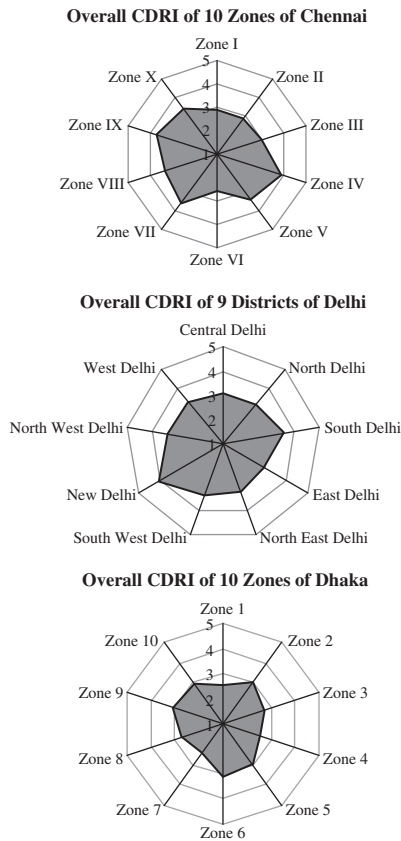 Overall CDRI of 10 Zones of Chennai
Zone I
5
Zone X
Zone II
4
3
Zone IX
Zone III
2
1
Zone VIII
Zone IV
Zone VII
Zone V
Zone VI
Overall CDRI of 9 Districts of Delhi
Central Delhi
5
West Delhi
North Delhi
4
3
North West Delhi
South Delhi
2
1
New Delhi
East Delhi
South West Delhi
North East Delhi
Overall CDRI of 10 Zones of Dhaka
Zone 1
5
Zone 10
Zone 2
4
3
Zone 9
Zone 3
2
1
Zone 8
Zone 4
Zone 7
Zone 5
Zone 6